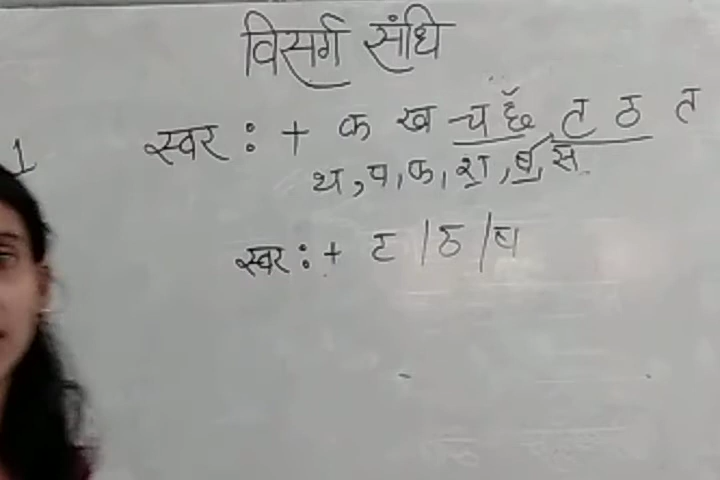 विसर्ग संधि
1 स्वर : + क ख च छ, ट ठ त
थ, प, फ, श, ष, स
स्वर : + ट / ठ / ष